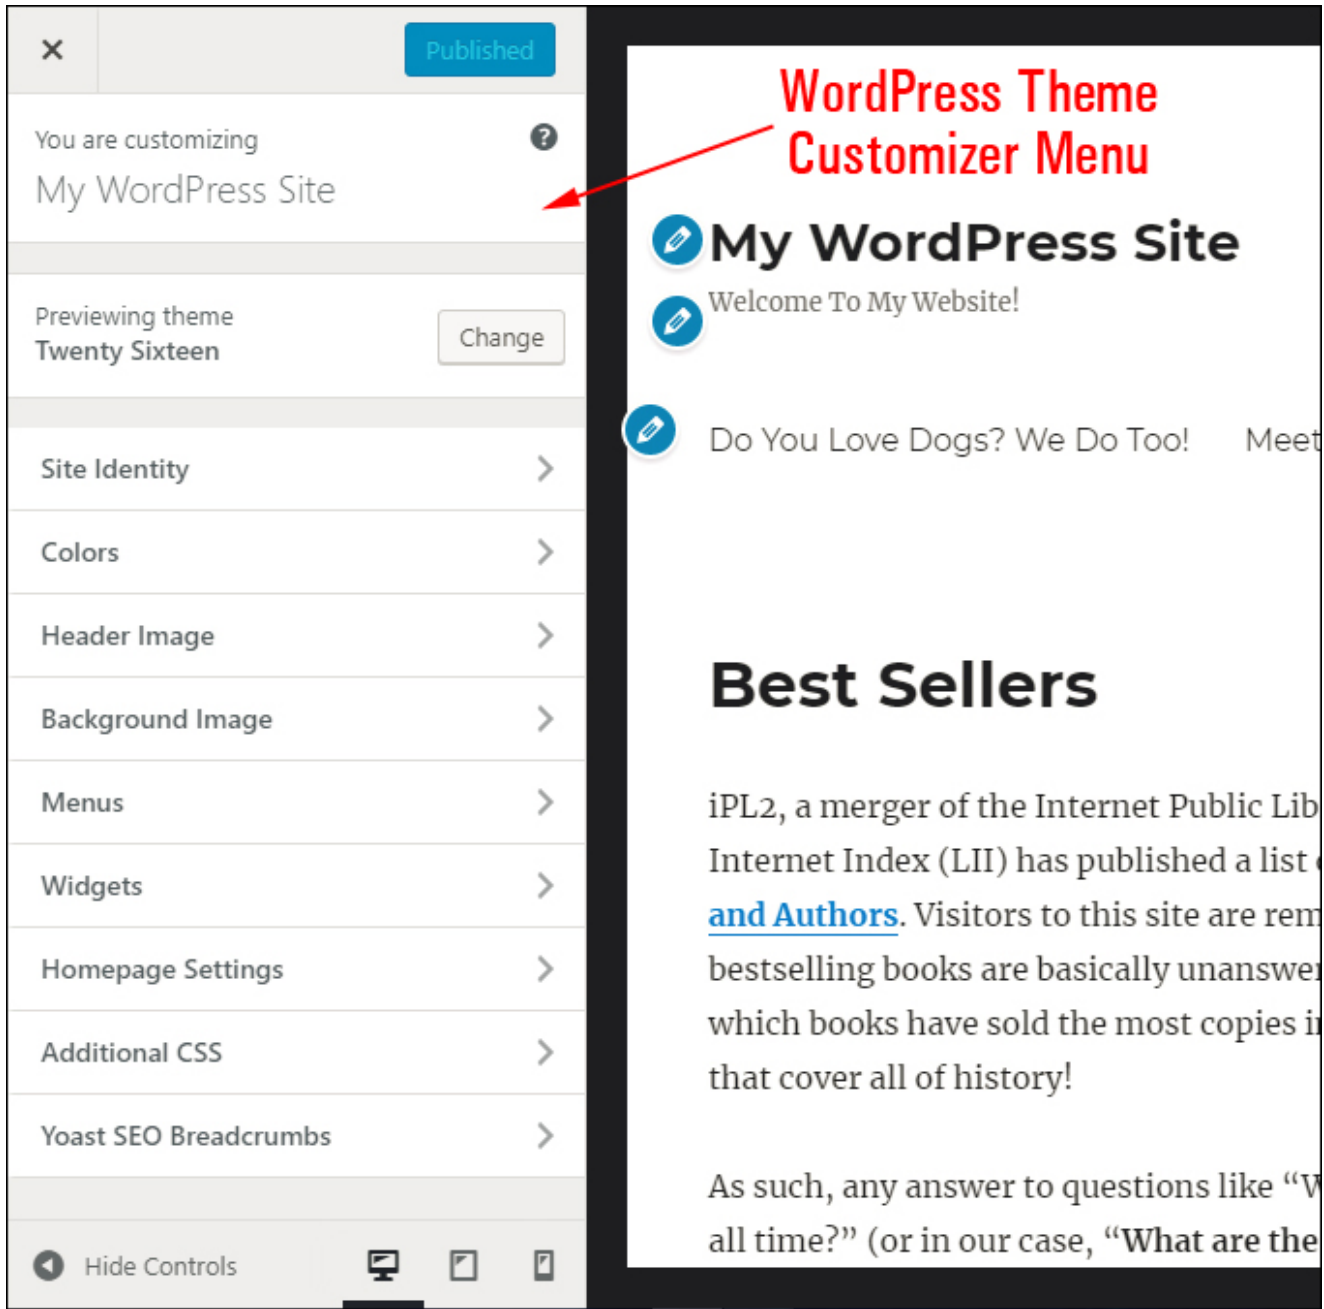 Published
You are customizing
My WordPress Site
Previewing theme
Twenty Sixteen
Change
Site Identity
Colors
Header Image
Background Image
Menus
Widgets
Homepage Settings
Additional CSS
Yoast SEO Breadcrumbs
Hide Controls
WordPress Theme
Customizer Menu
My WordPress Site
Welcome To My Website!
Do You Love Dogs? We Do Too! Meet
Best Sellers
iPL2, a merger of the Internet Public Lib
Internet Index (LII) has published a list
and Authors. Visitors to this site are rem
bestselling books are basically unanswer
which books have sold the most copies in
that cover all of history!
As such, any answer to questions like “W
all time?” (or in our case, “What are the